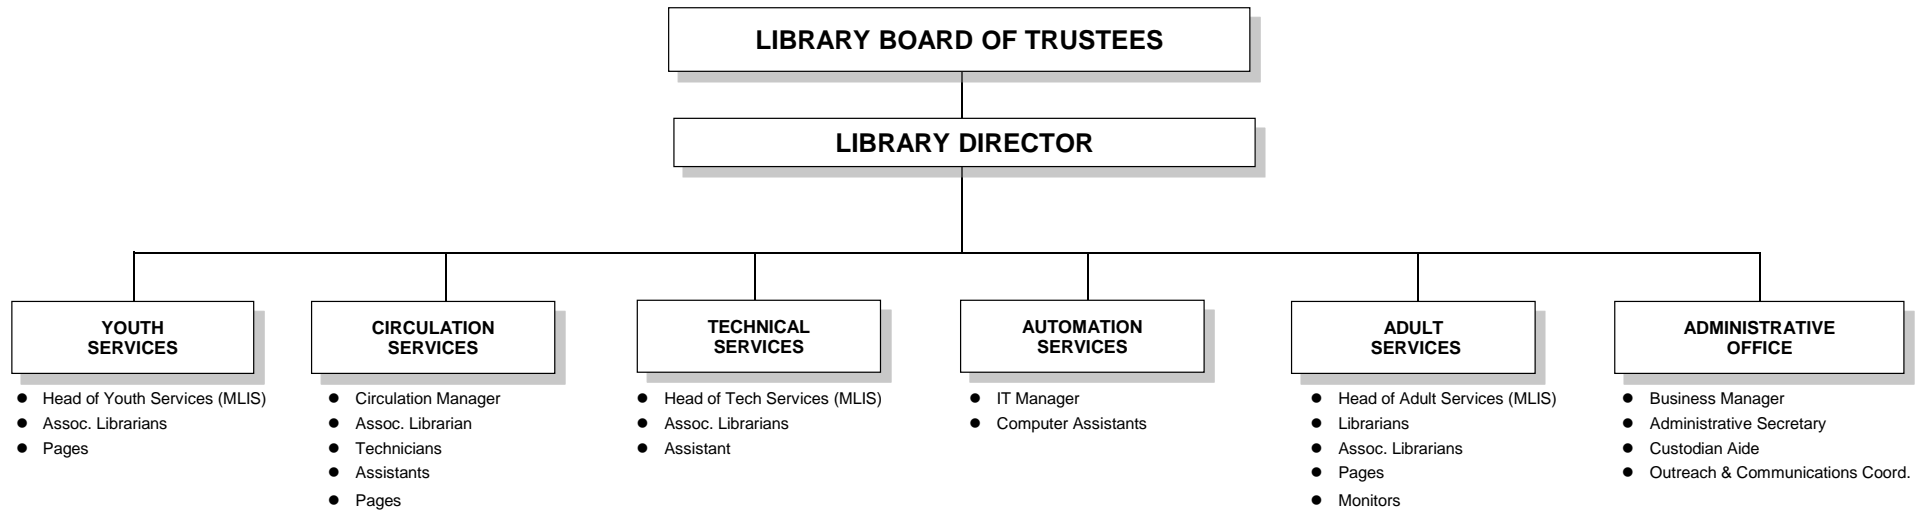 LIBRARY BOARD OF TRUSTEES
LIBRARY DIRECTOR
YOUTH
SERVICES
● Head of Youth Services (MLIS)
● Assoc. Librarians
● Pages
CIRCULATION
SERVICES
● Circulation Manager
● Assoc. Librarian
● Technicians
● Assistants
● Pages
TECHNICAL
SERVICES
● Head of Tech Services (MLIS)
● Assoc. Librarians
● Assistant
AUTOMATION
SERVICES
● IT Manager
● Computer Assistants
ADULT
SERVICES
● Head of Adult Services (MLIS)
● Librarians
● Assoc. Librarians
● Pages
● Monitors
ADMINISTRATIVE
OFFICE
● Business Manager
● Administrative Secretary
● Custodian Aide
● Outreach & Communications Coord.